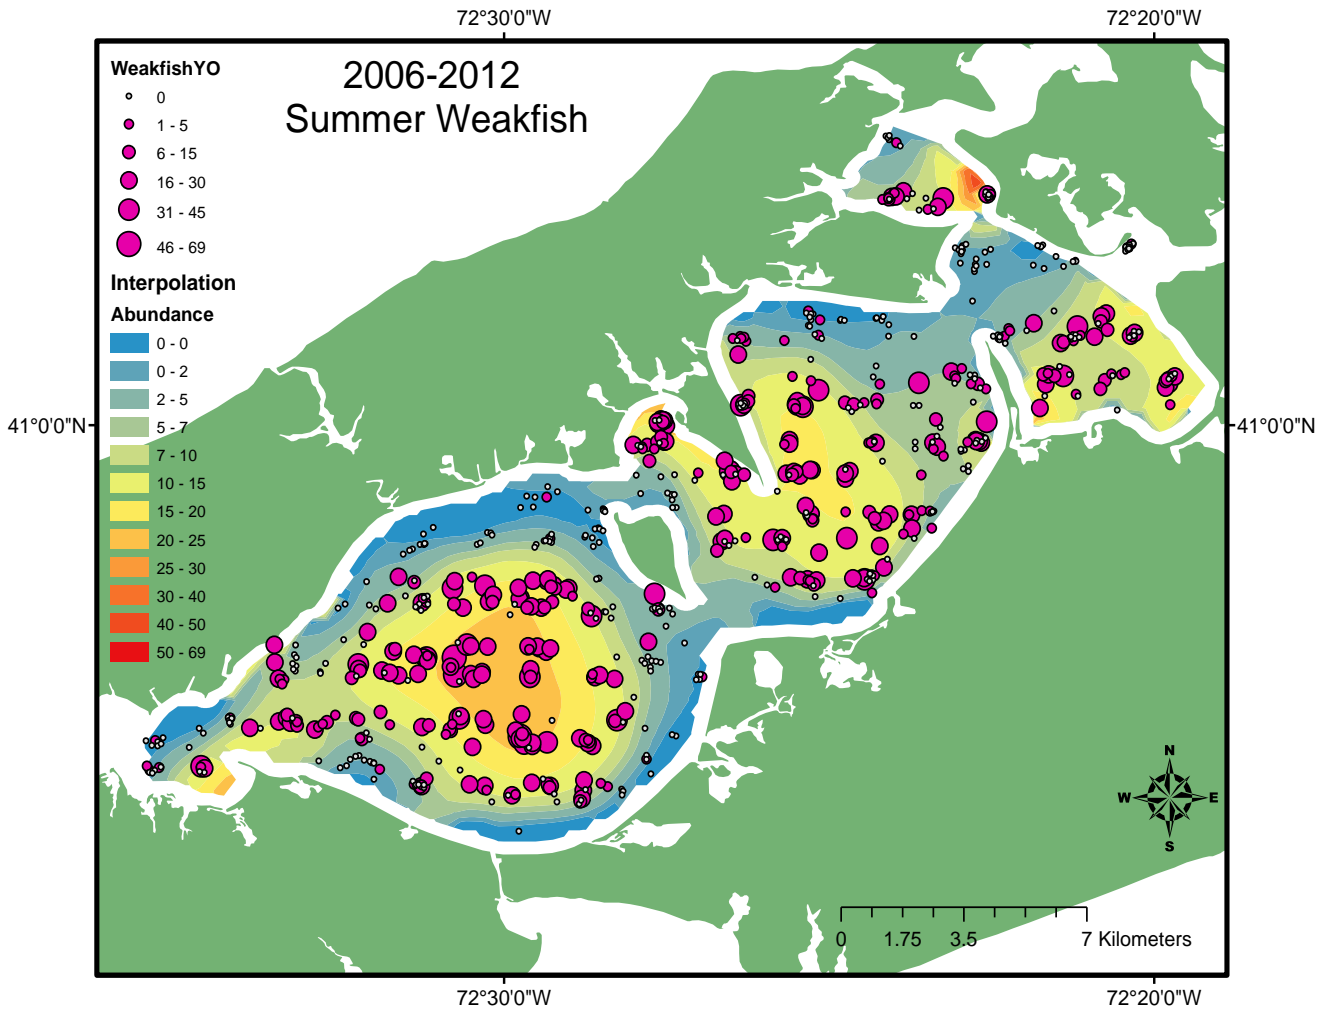 72°30'0"W
72°20'0"W
WeakfishYO
0
1 - 5
6 - 15
16 - 30
31 - 45
46 - 69
Interpolation
Abundance
0 - 0
0 - 2
2 - 5
5 - 7
7 - 10
10 - 15
15 - 20
20 - 25
25 - 30
30 - 40
40 - 50
50 - 69
2006-2012
Summer Weakfish
41°0'0"N
41°0'0"N
N
W
E
S
0
1.75
3.5
7 Kilometers
72°30'0"W
72°20'0"W